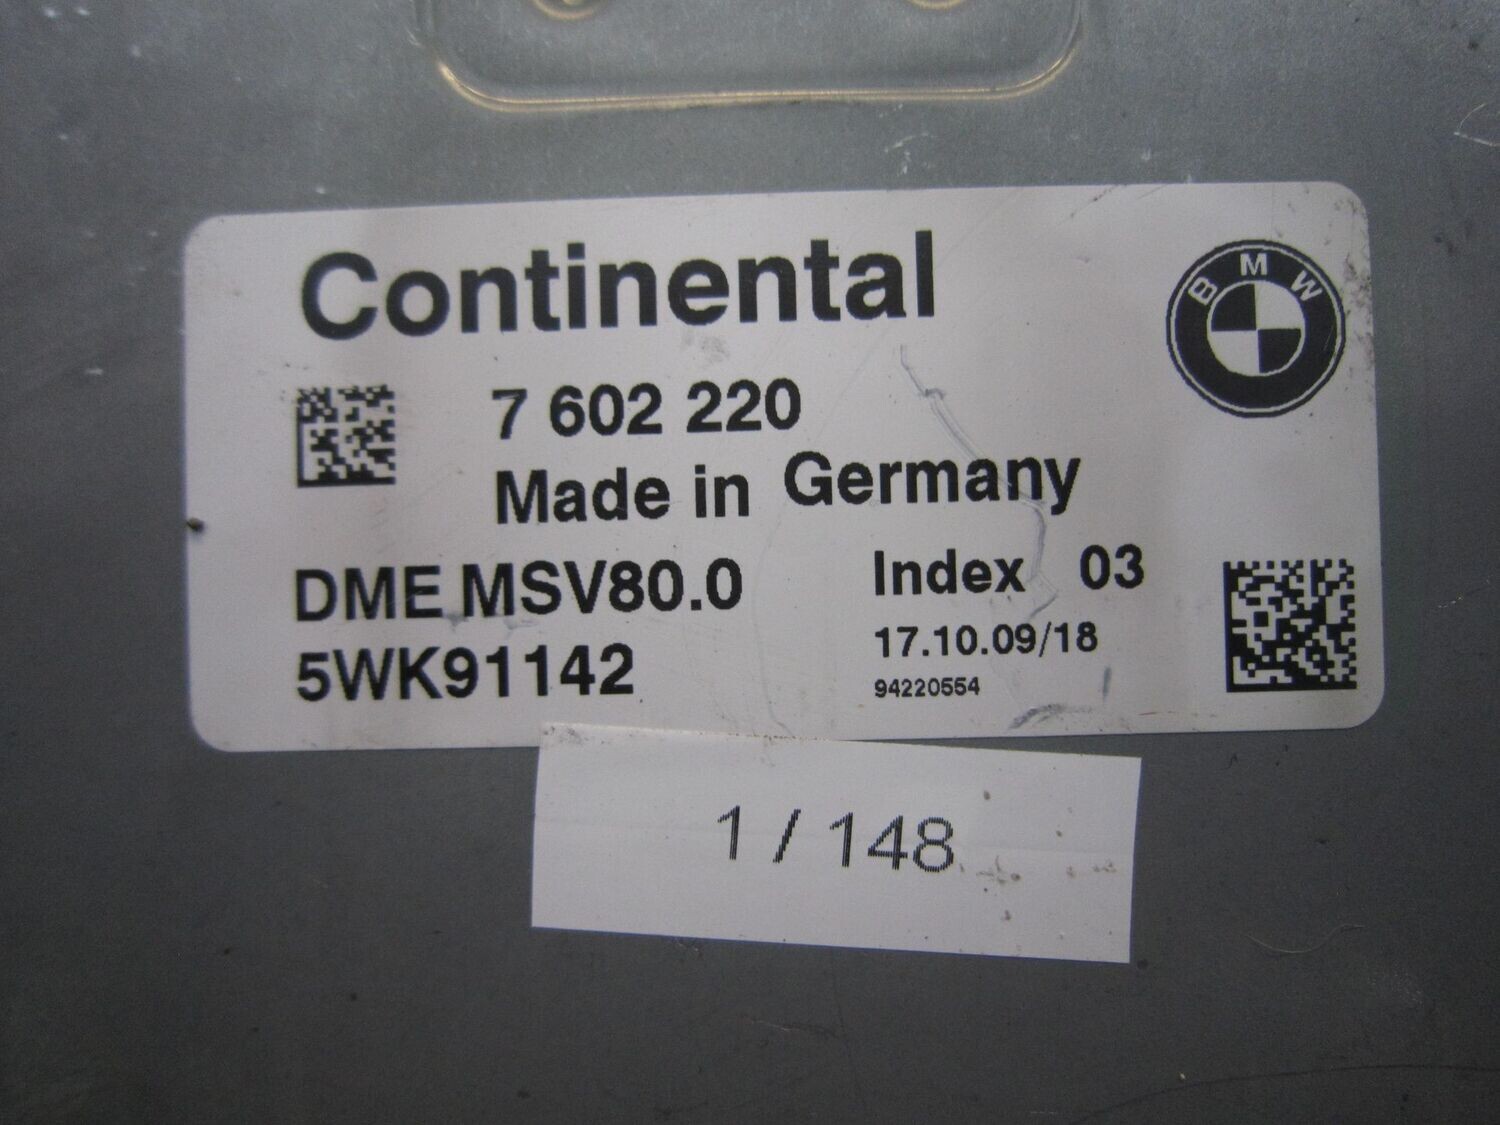 Continental
BMW
7 602 220
Made in Germany
DME MSV80.0
Index 03
5WK91142
17.10.09/18
94220554
1 / 148